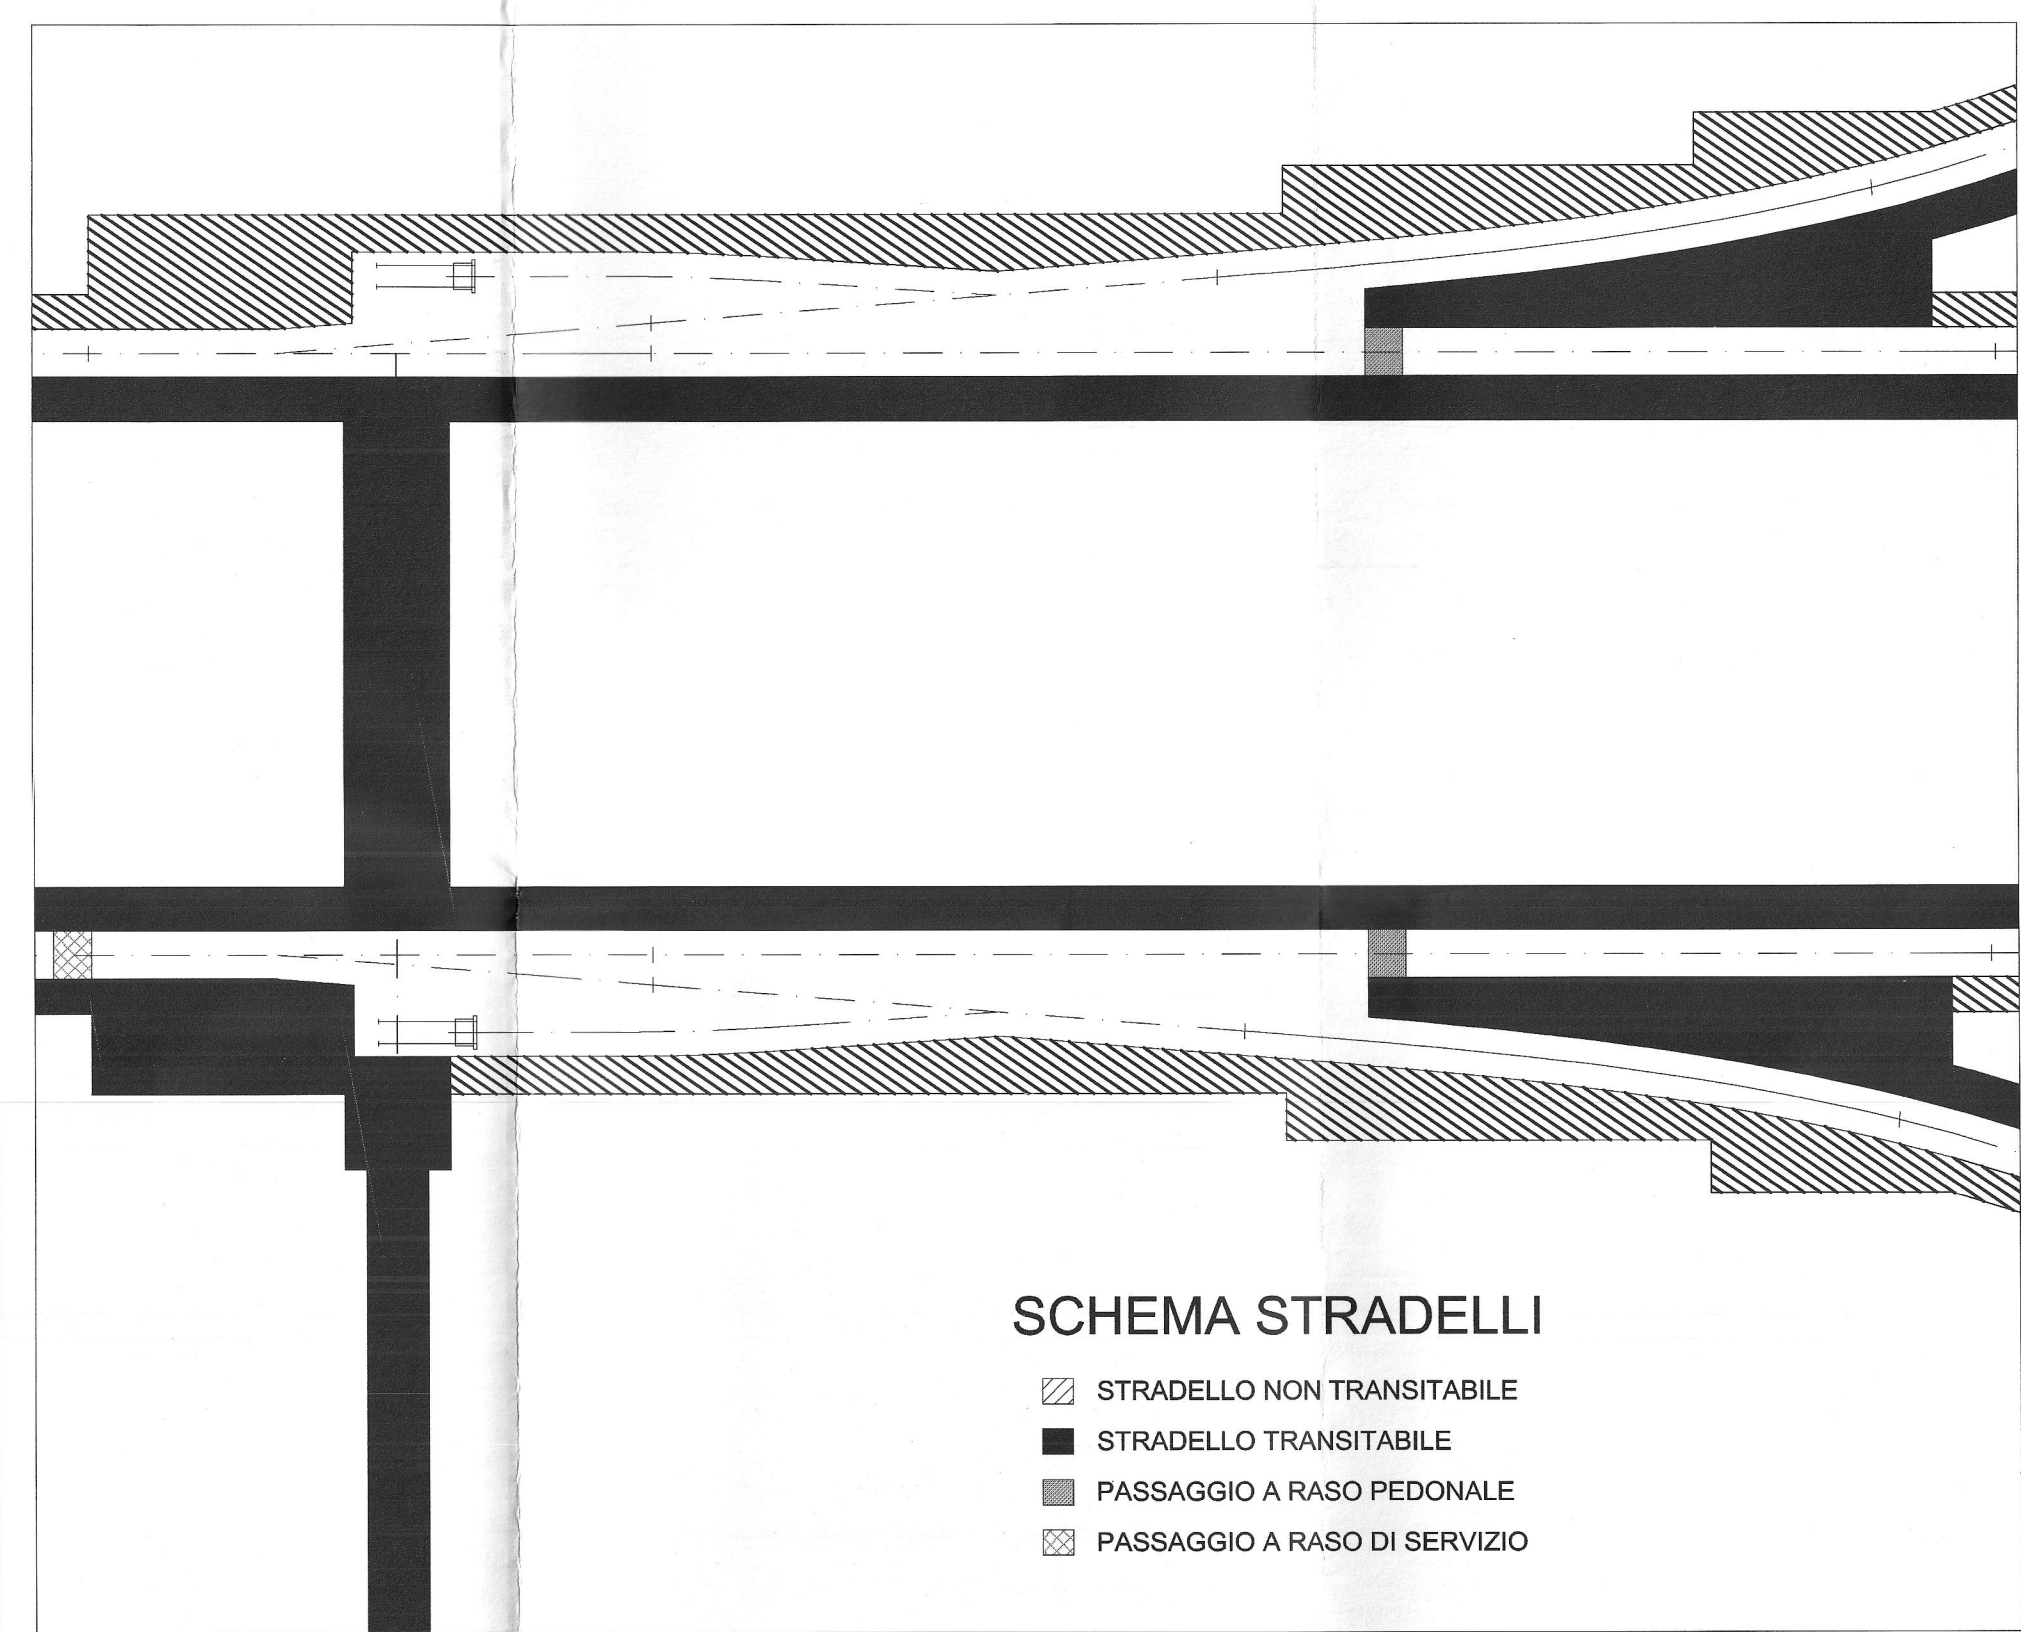 SCHEMA STRADELLI
STRADELLO NON TRANSITABILE
STRADELLO TRANSITABILE
PASSAGGIO A RASO PEDONALE
PASSAGGIO A RASO DI SERVIZIO